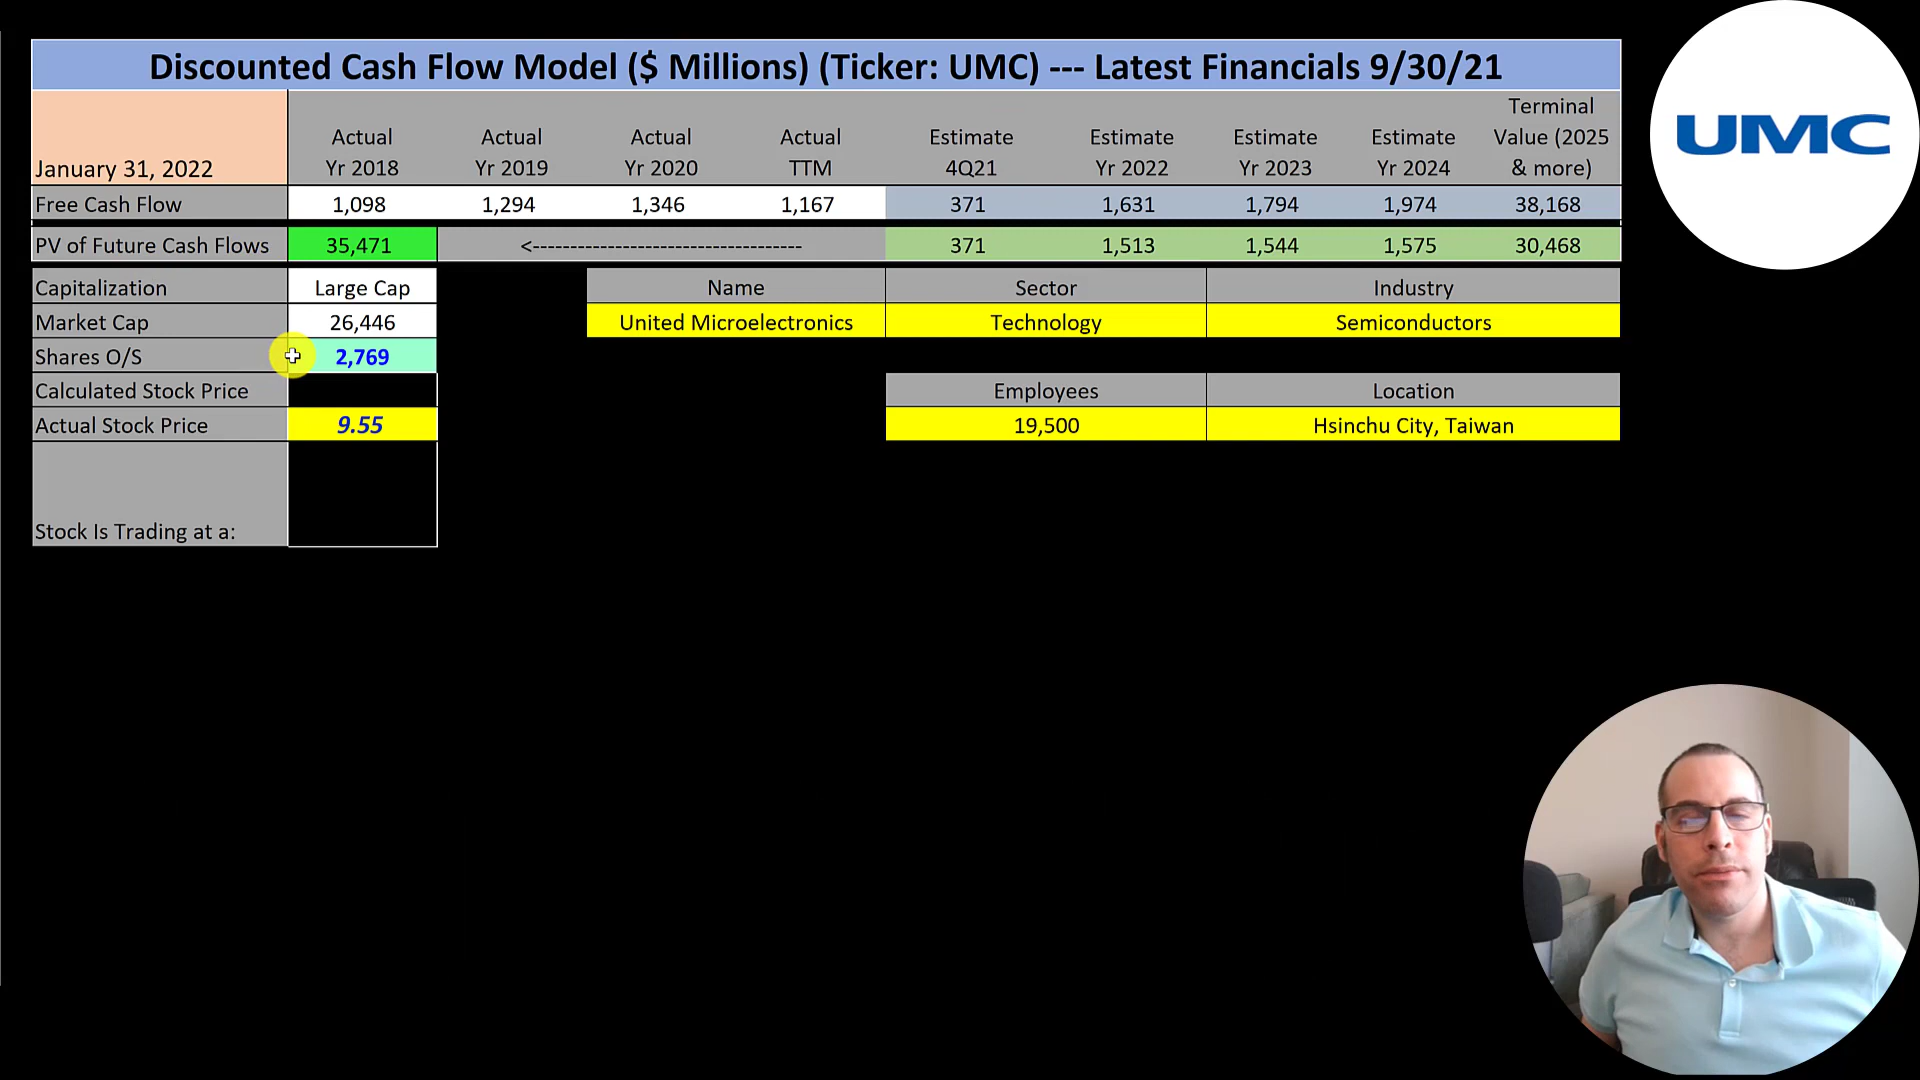 Discounted Cash Flow Model ($ Millions) (Ticker: UMC) --- Latest Financials 9/30/21
UMC
January 31, 2022
Actual Yr 2018
Actual Yr 2019
Actual Yr 2020
Actual TTM
Estimate 4Q21
Estimate Yr 2022
Estimate Yr 2023
Estimate Yr 2024
Terminal Value (2025 & more)
Free Cash Flow 1,098 1,294 1,346 1,167 371 1,631 1,794 1,974 38,168
PV of Future Cash Flows 35,471 <------------------------------------ 371 1,513 1,544 1,575 30,468
Capitalization Large Cap Name Sector Industry
Market Cap 26,446 United Microelectronics Technology Semiconductors
Shares O/S 2,769
Calculated Stock Price Employees Location
Actual Stock Price 9.55 19,500 Hsinchu City, Taiwan
Stock Is Trading at a: